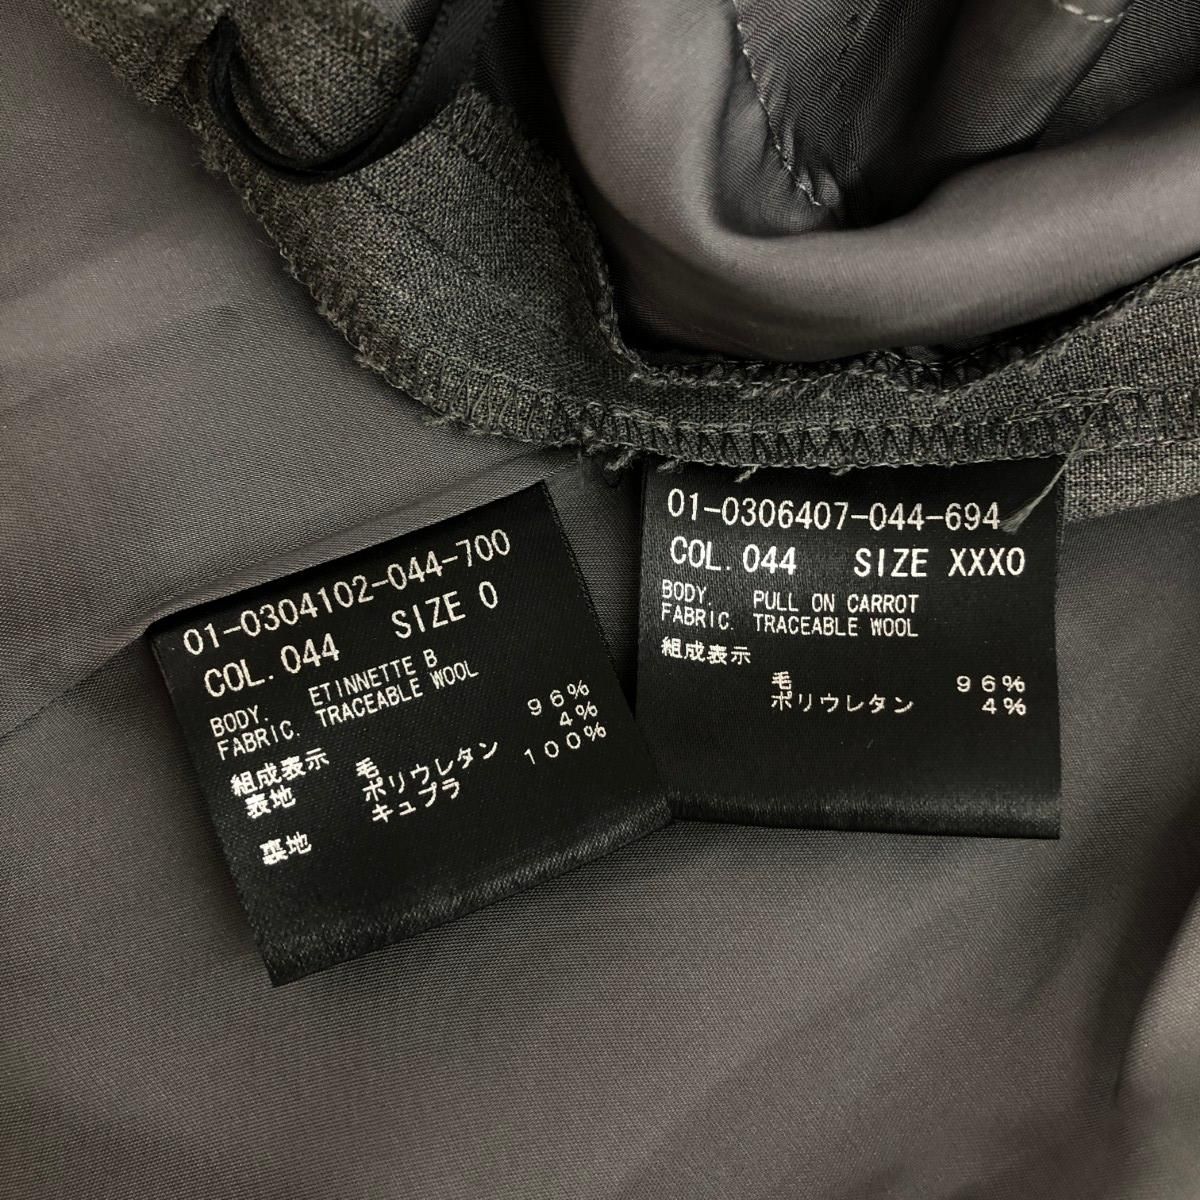 01-0304102-044-700
COL. 044 SIZE 0
BODY. ETINNETTE B
FABRIC. TRACEABLE WOOL
組成表示
表地 毛 96%
ポリウレタン 4%
裏地 キュプラ 100%
01-0306407-044-694
COL. 044 SIZE XXX0
BODY. PULL ON CARROT
FABRIC. TRACEABLE WOOL
組成表示
毛 96%
ポリウレタン 4%